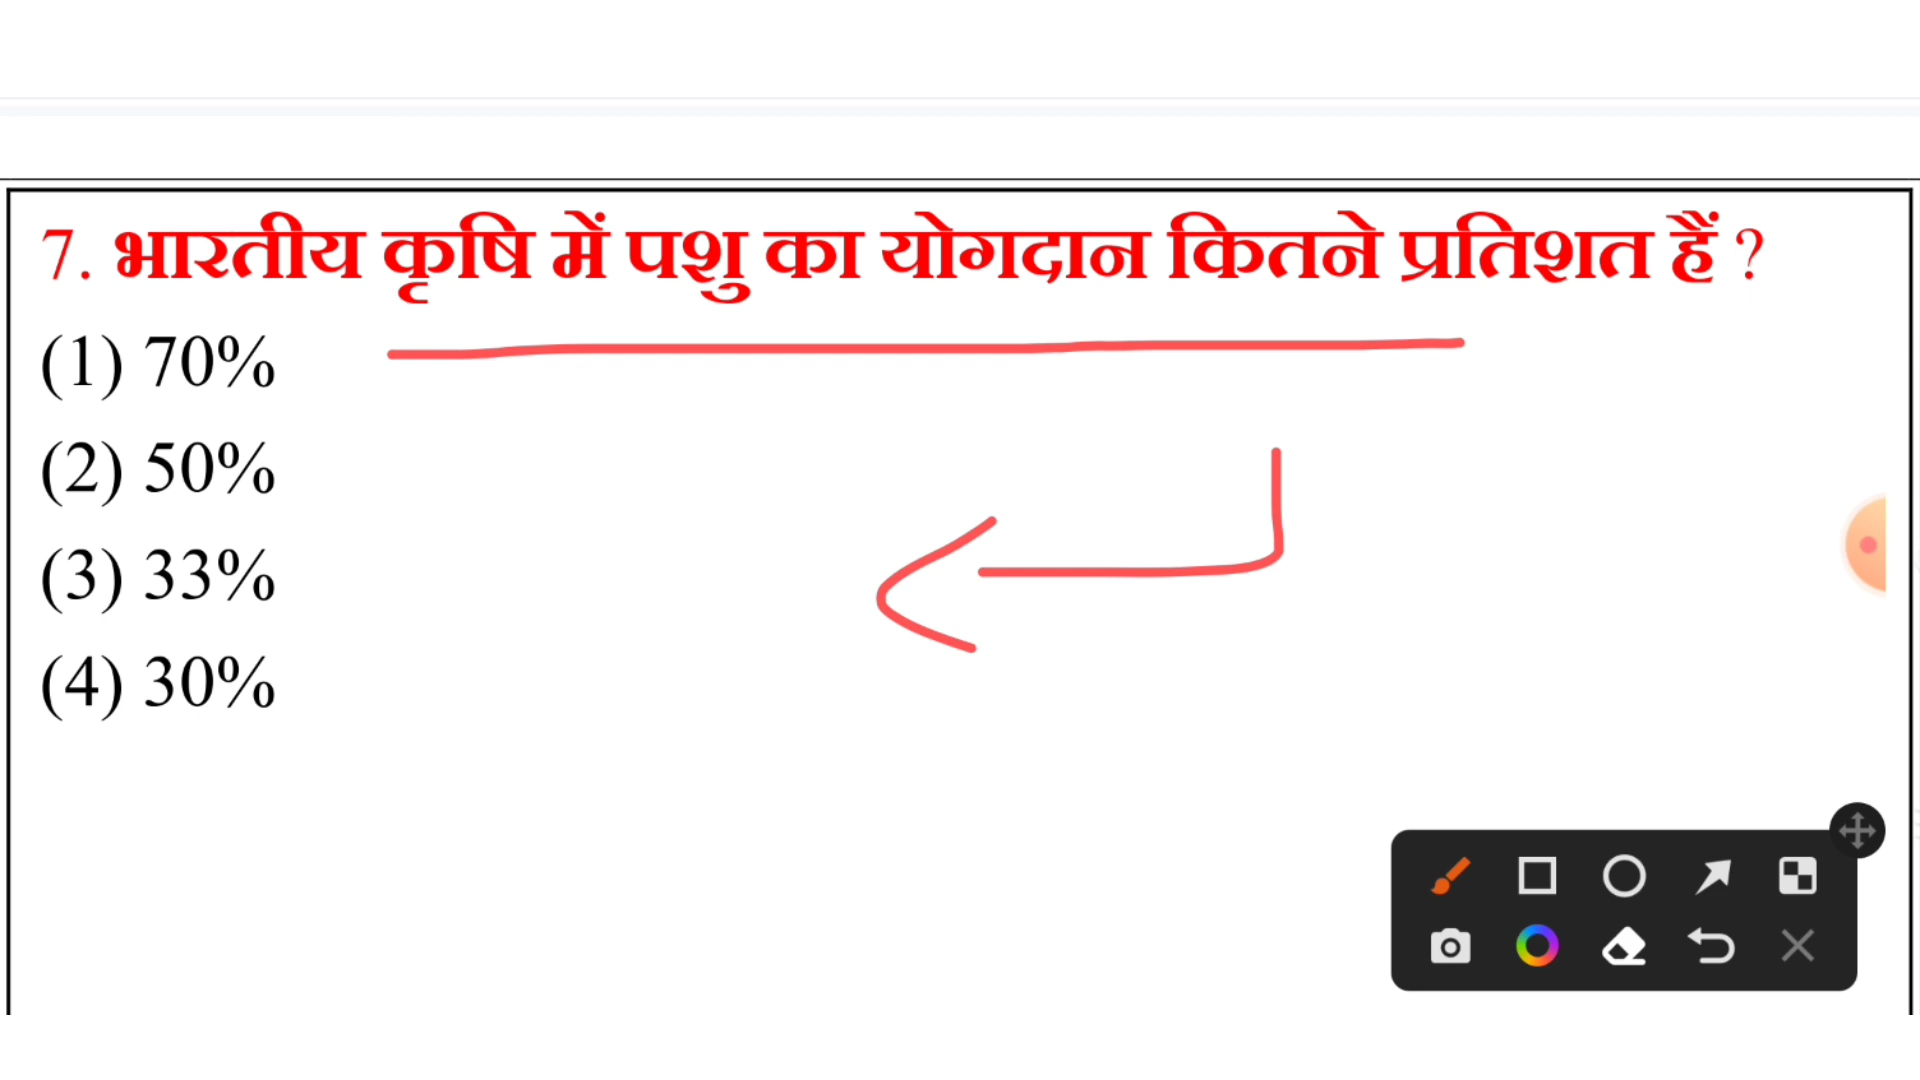 7. भारतीय कृषि में पशु का योगदान कितने प्रतिशत हैं ?
(1) 70%
(2) 50%
(3) 33%
(4) 30%